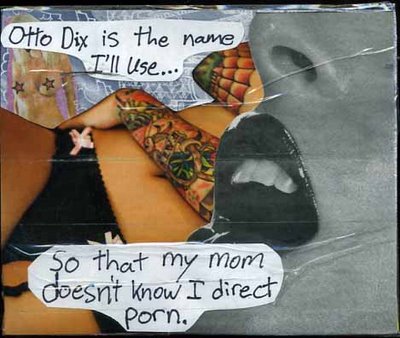 Otto Dix is the name
I'll use...
So that my mom
doesn't know I direct
porn.